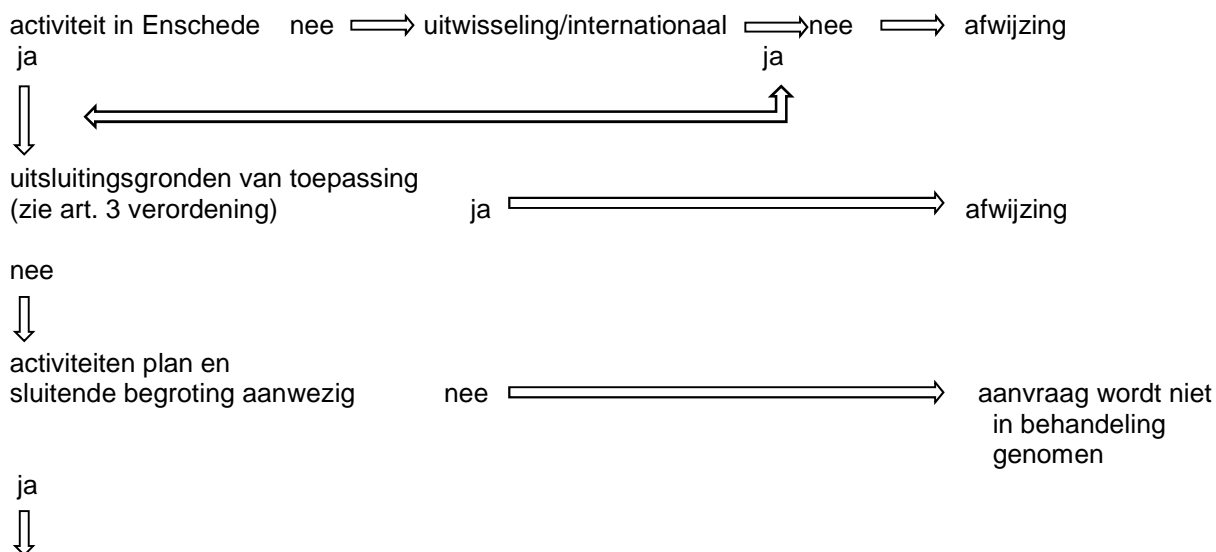 activiteit in Enschede nee uitwisseling/internationaal nee afwijzing
ja ja
uitsluitingsgronden van toepassing
(zie art. 3 verordening) ja afwijzing
nee
activiteiten plan en
sluitende begroting aanwezig nee aanvraag wordt niet
in behandeling
genomen
ja